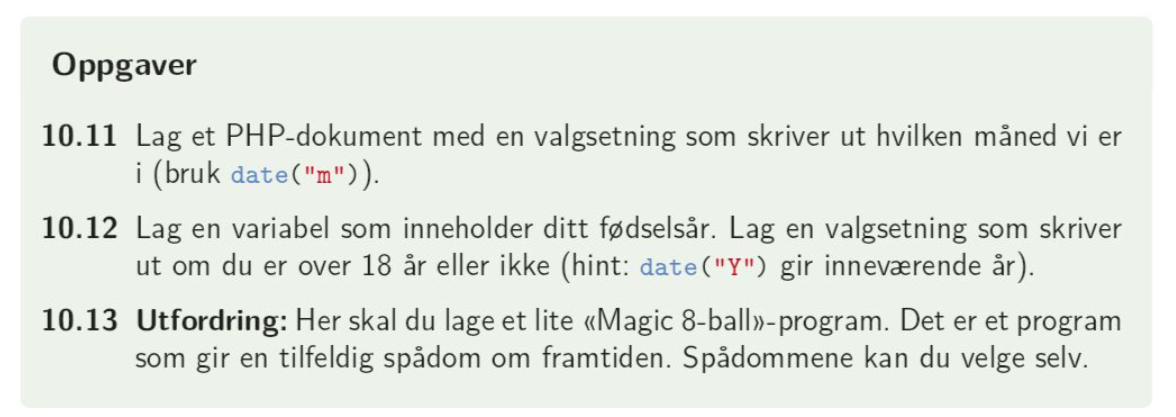 Oppgaver
10.11 Lag et PHP-dokument med en valgsetning som skriver ut hvilken måned vi er
i (bruk date("m")).
10.12 Lag en variabel som inneholder ditt fødselsår. Lag en valgsetning som skriver
ut om du er over 18 år eller ikke (hint: date("Y") gir inneværende år).
10.13 Utfordring: Her skal du lage et lite «Magic 8-ball»-program. Det er et program
som gir en tilfeldig spådom om framtiden. Spådommene kan du velge selv.